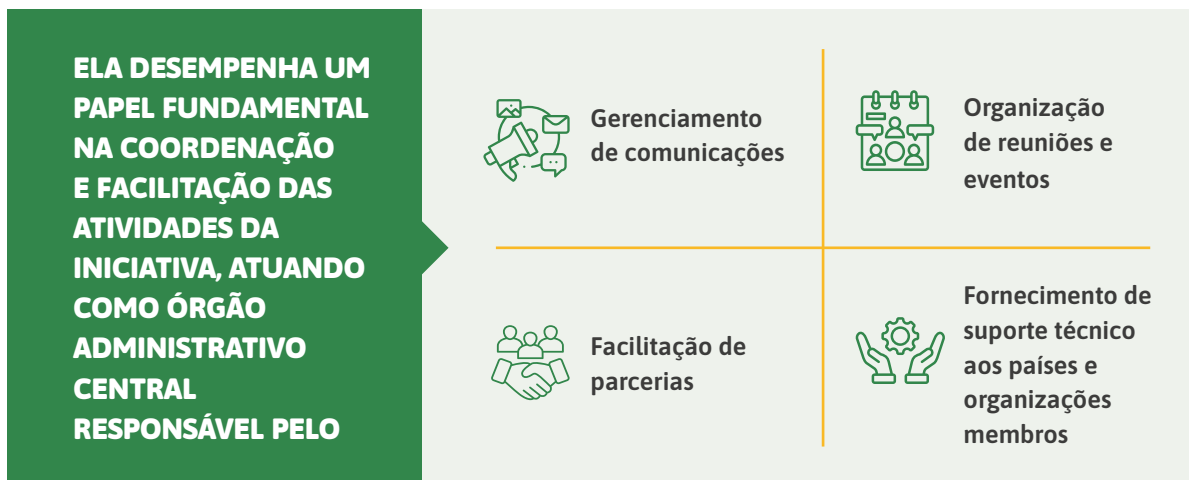 ELA DESEMPENHA UM
PAPEL FUNDAMENTAL
NA COORDENAÇÃO
E FACILITAÇÃO DAS
ATIVIDADES DA
INICIATIVA, ATUANDO
COMO ÓRGÃO
ADMINISTRATIVO
CENTRAL
RESPONSÁVEL PELO
Gerenciamento
de comunicações
Organização
de reuniões e
eventos
Facilitação de
parcerias
Fornecimento de
suporte técnico
aos países e
organizações
membros